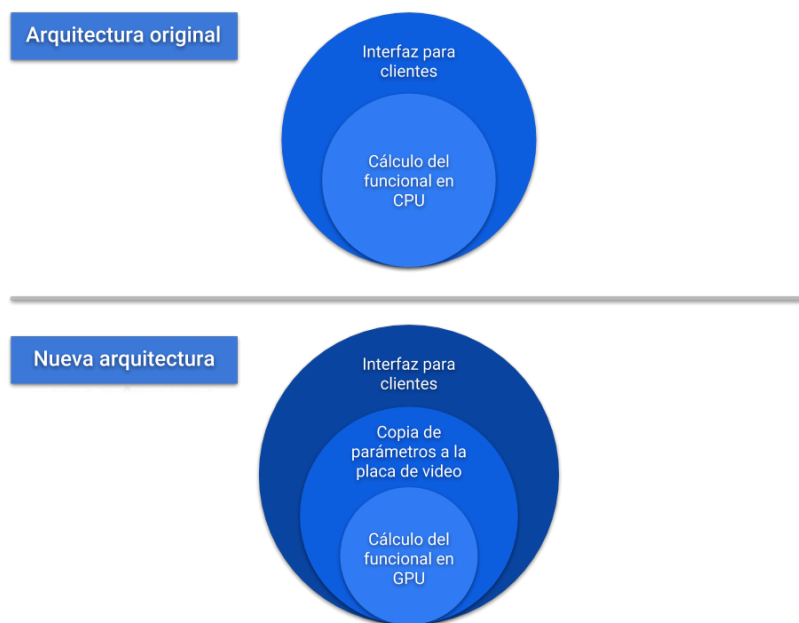 Arquitectura original
Interfaz para
clientes
Cálculo del
funcional en
CPU
Nueva arquitectura
Interfaz para
clientes
Copia de
parámetros a la
placa de video
Cálculo del
funcional en
GPU